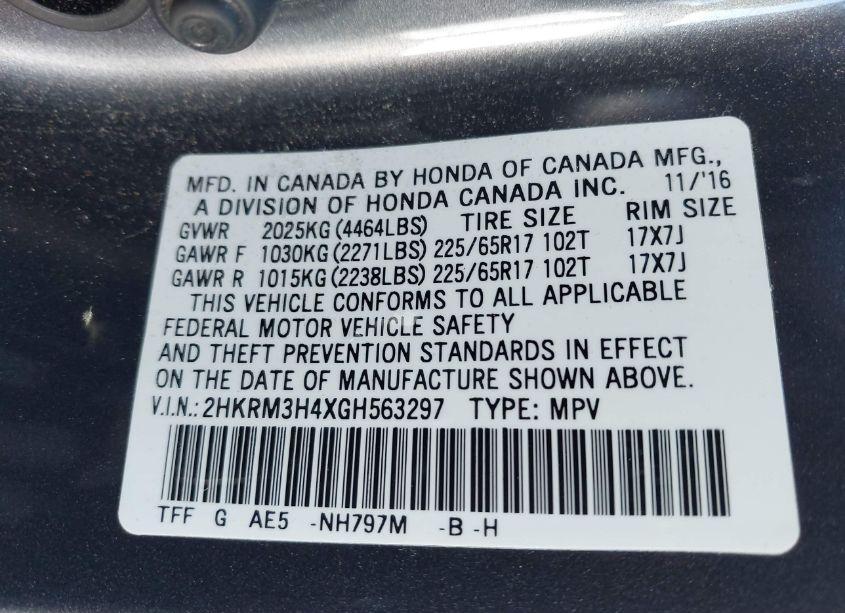 MFD. IN CANADA BY HONDA OF CANADA MFG.,
A DIVISION OF HONDA CANADA INC. 11/'16
GVWR 2025KG (4464LBS) TIRE SIZE RIM SIZE
GAWR F 1030KG (2271LBS) 225/65R17 102T 17X7J
GAWR R 1015KG (2238LBS) 225/65R17 102T 17X7J
THIS VEHICLE CONFORMS TO ALL APPLICABLE
FEDERAL MOTOR VEHICLE SAFETY
AND THEFT PREVENTION STANDARDS IN EFFECT
ON THE DATE OF MANUFACTURE SHOWN ABOVE.
V.I.N.: 2HKRM3H4XGH563297 TYPE: MPV
TFF G AE5 -NH797M -B -H